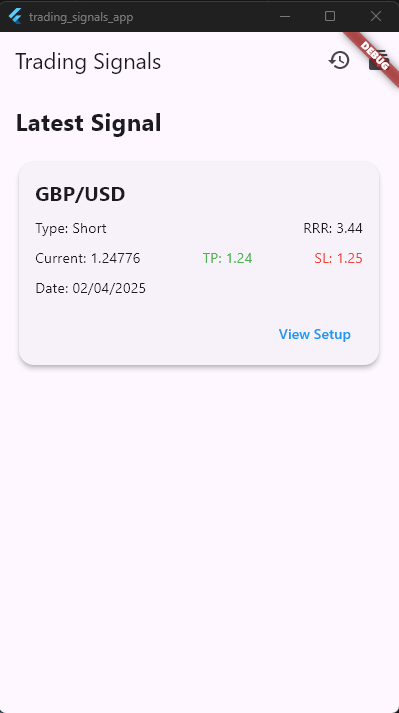 trading_signals_app
Trading Signals
DEBUG
Latest Signal
GBP/USD
Type: Short RRR: 3.44
Current: 1.24776 TP: 1.24 SL: 1.25
Date: 02/04/2025
View Setup